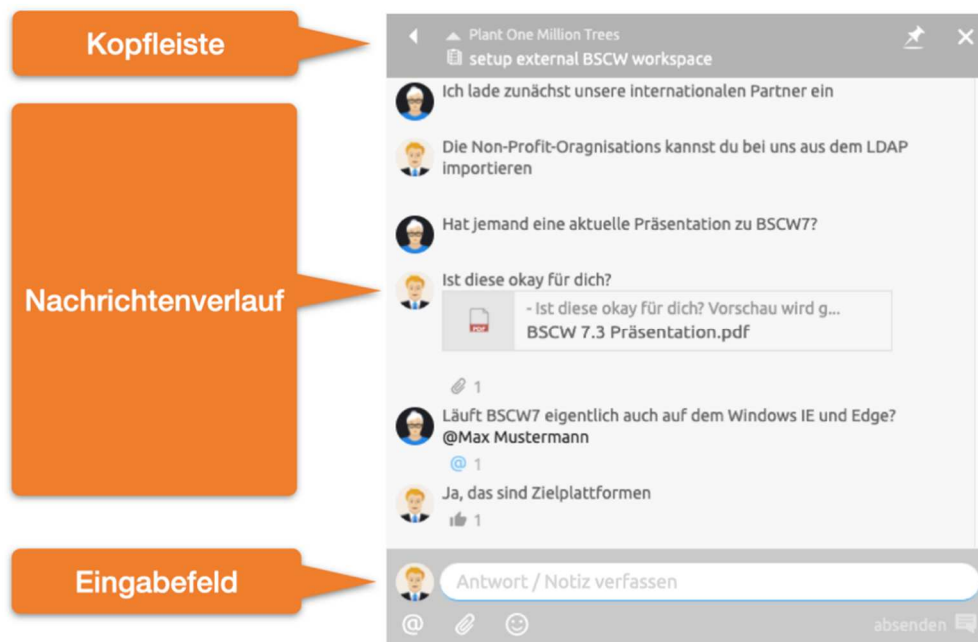 Kopfleiste
Plant One Million Trees
setup external BSCW workspace
Ich lade zunächst unsere internationalen Partner ein
Die Non-Profit-Oragnisations kannst du bei uns aus dem LDAP
importieren
Hat jemand eine aktuelle Präsentation zu BSCW7?
Nachrichtenverlauf
Ist diese okay für dich?
- Ist diese okay für dich? Vorschau wird g...
PDF
BSCW 7.3 Präsentation.pdf
1
Läuft BSCW7 eigentlich auch auf dem Windows IE und Edge?
@Max Mustermann
@ 1
Ja, das sind Zielplattformen
1
Eingabefeld
Antwort / Notiz verfassen
@
absenden